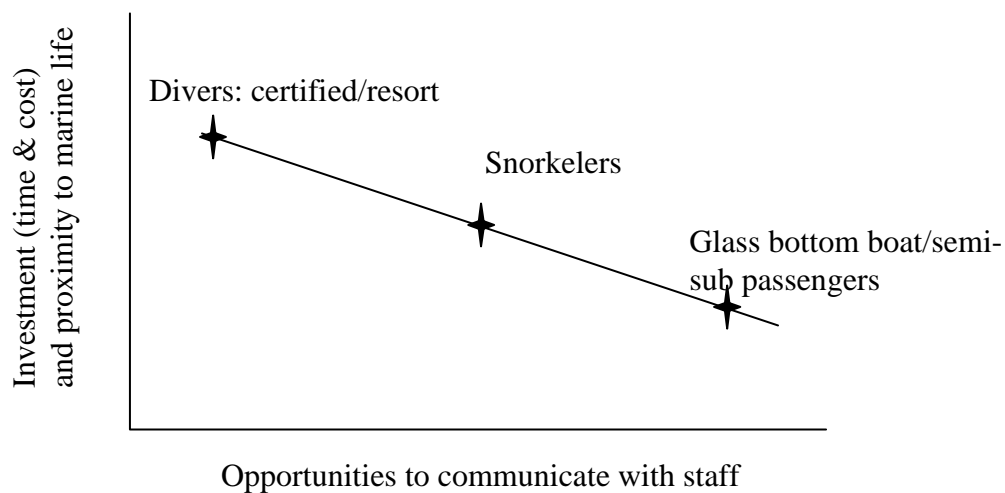 Investment (time & cost)
and proximity to marine life
Divers: certified/resort
Snorkelers
Glass bottom boat/semi-
sub passengers
Opportunities to communicate with staff